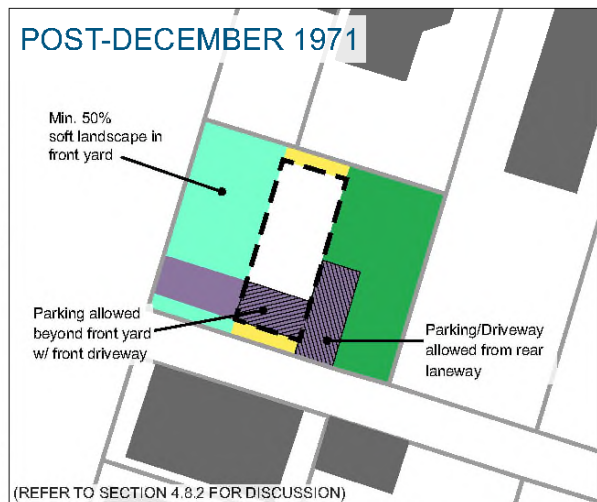 POST-DECEMBER 1971
Min. 50%
soft landscape in
front yard
Parking allowed
beyond front yard
w/ front driveway
Parking/Driveway
allowed from rear
laneway
(REFER TO SECTION 4.8.2 FOR DISCUSSION)